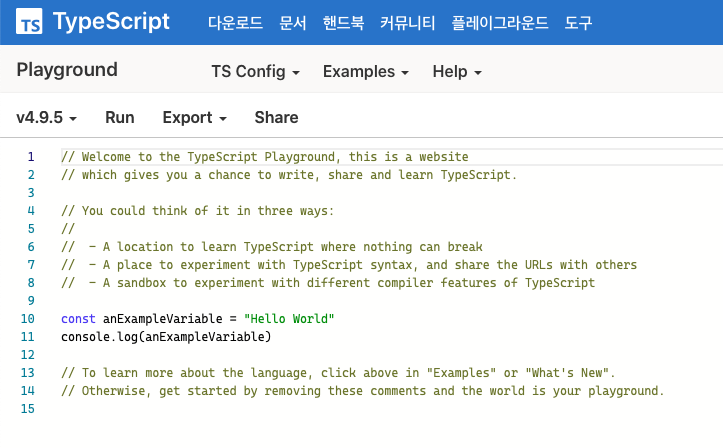 TS TypeScript 다운로드 문서 핸드북 커뮤니티 플레이그라운드 도구
Playground TS Config Examples Help
v4.9.5 Run Export Share
1 // Welcome to the TypeScript Playground, this is a website
2 // which gives you a chance to write, share and learn TypeScript.
3
4 // You could think of it in three ways:
5 //
6 //  - A location to learn TypeScript where nothing can break
7 //  - A place to experiment with TypeScript syntax, and share the URLs with others
8 //  - A sandbox to experiment with different compiler features of TypeScript
9
10 const anExampleVariable = "Hello World"
11 console.log(anExampleVariable)
12
13 // To learn more about the language, click above in "Examples" or "What's New".
14 // Otherwise, get started by removing these comments and the world is your playground.
15